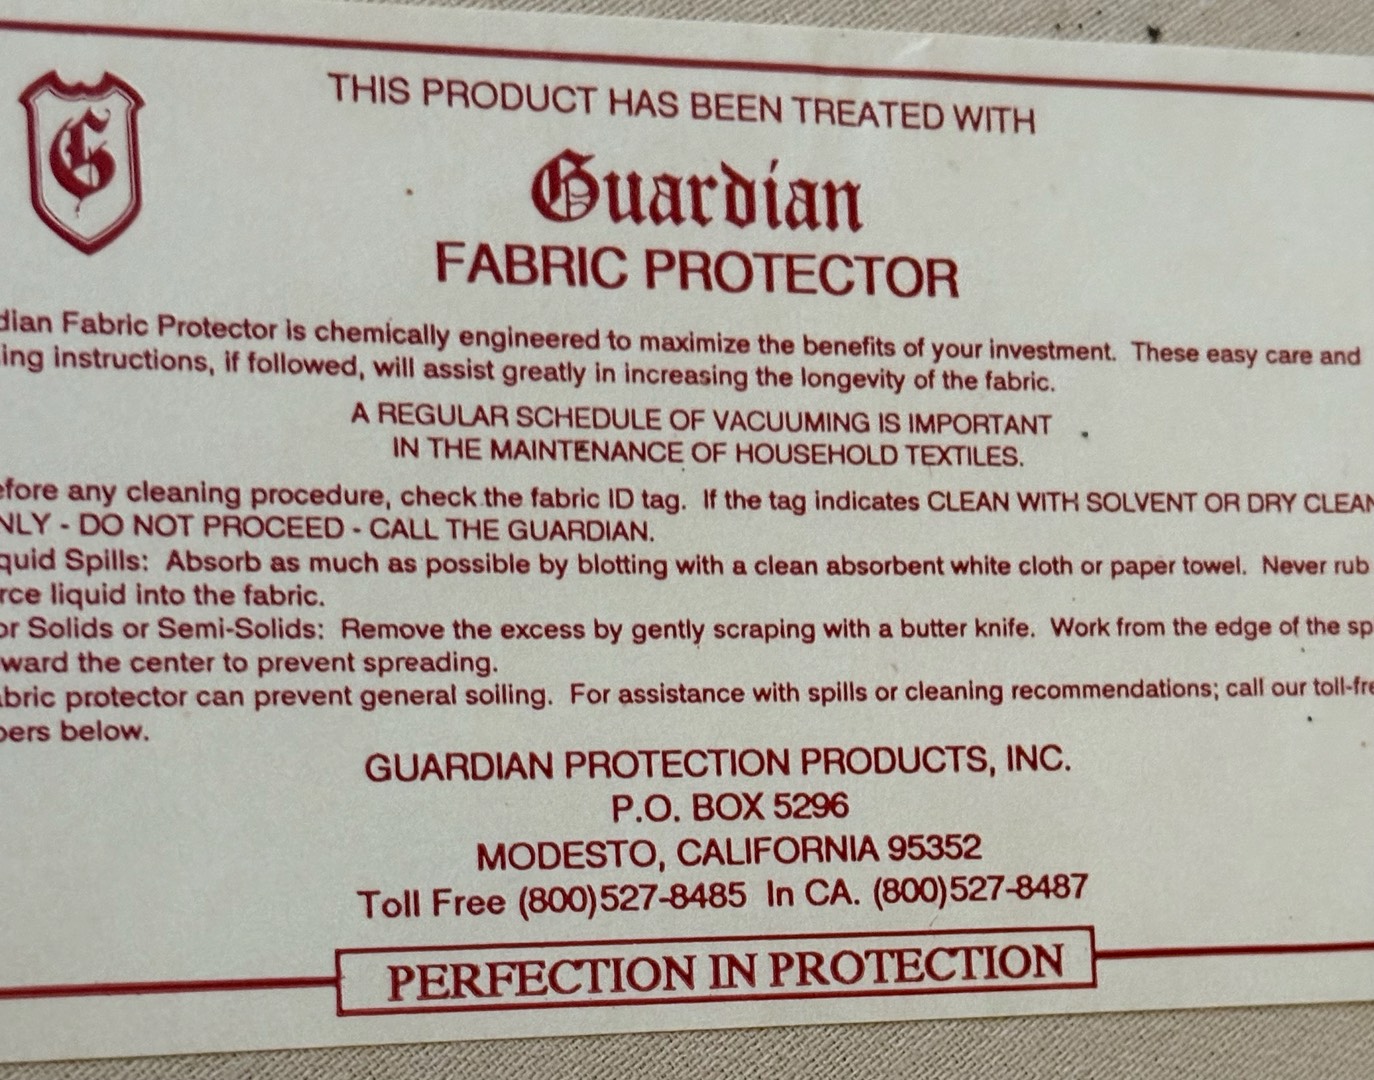 G
THIS PRODUCT HAS BEEN TREATED WITH
Guardian
FABRIC PROTECTOR
dian Fabric Protector is chemically engineered to maximize the benefits of your investment. These easy care and
ing instructions, if followed, will assist greatly in increasing the longevity of the fabric.
A REGULAR SCHEDULE OF VACUUMING IS IMPORTANT
IN THE MAINTENANCE OF HOUSEHOLD TEXTILES.
efore any cleaning procedure, check the fabric ID tag. If the tag indicates CLEAN WITH SOLVENT OR DRY CLEAN
NLY - DO NOT PROCEED - CALL THE GUARDIAN.
quid Spills: Absorb as much as possible by blotting with a clean absorbent white cloth or paper towel. Never rub
rce liquid into the fabric.
or Solids or Semi-Solids: Remove the excess by gently scraping with a butter knife. Work from the edge of the sp
ward the center to prevent spreading.
abric protector can prevent general soiling. For assistance with spills or cleaning recommendations; call our toll-fre
bers below.
GUARDIAN PROTECTION PRODUCTS, INC.
P.O. BOX 5296
MODESTO, CALIFORNIA 95352
Toll Free (800)527-8485 In CA. (800)527-8487
PERFECTION IN PROTECTION